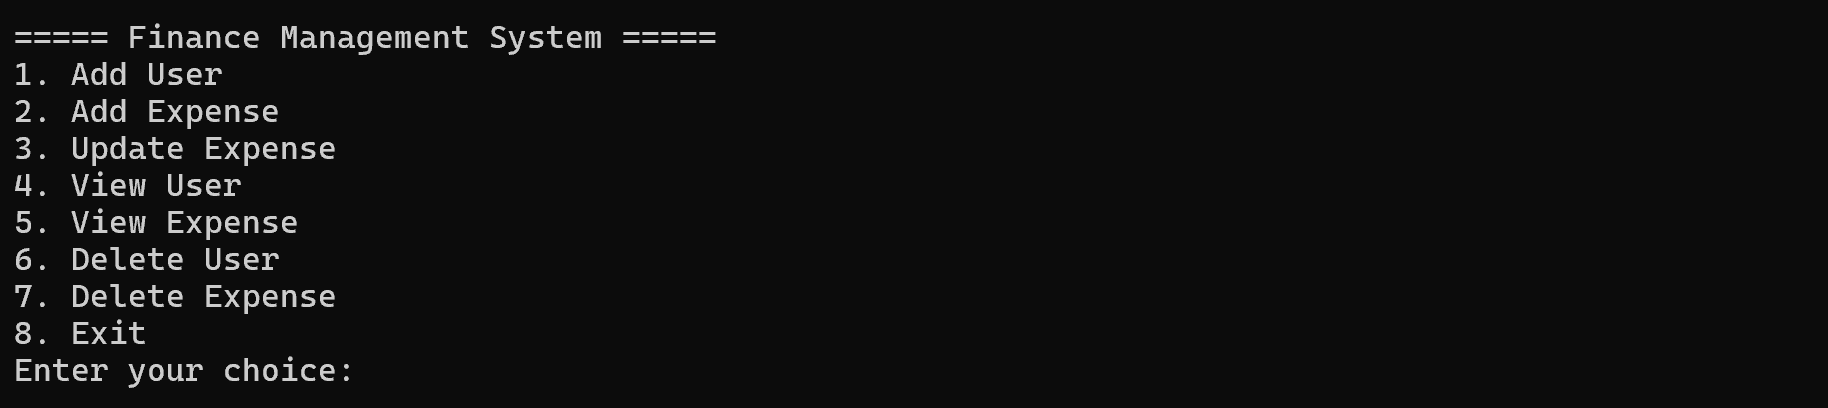 ===== Finance Management System =====
1. Add User
2. Add Expense
3. Update Expense
4. View User
5. View Expense
6. Delete User
7. Delete Expense
8. Exit
Enter your choice: